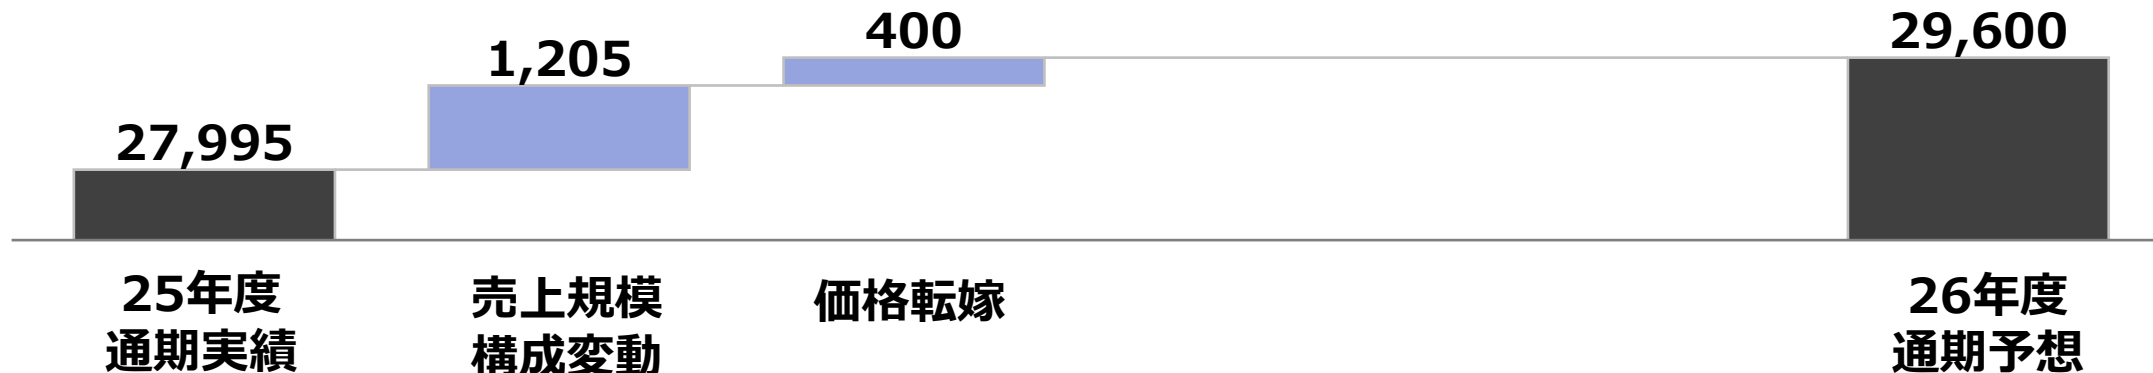 27,995
1,205
400
29,600
25年度
通期実績
売上規模
構成変動
価格転嫁
26年度
通期予想